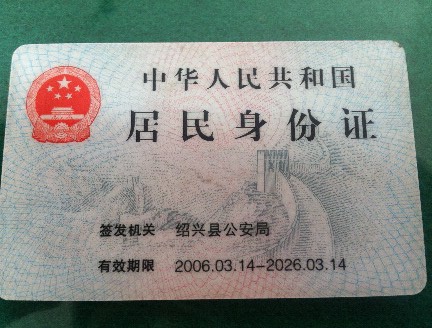 中华人民共和国
居民身份证
签发机关 绍兴县公安局
有效期限 2006.03.14-2026.03.14